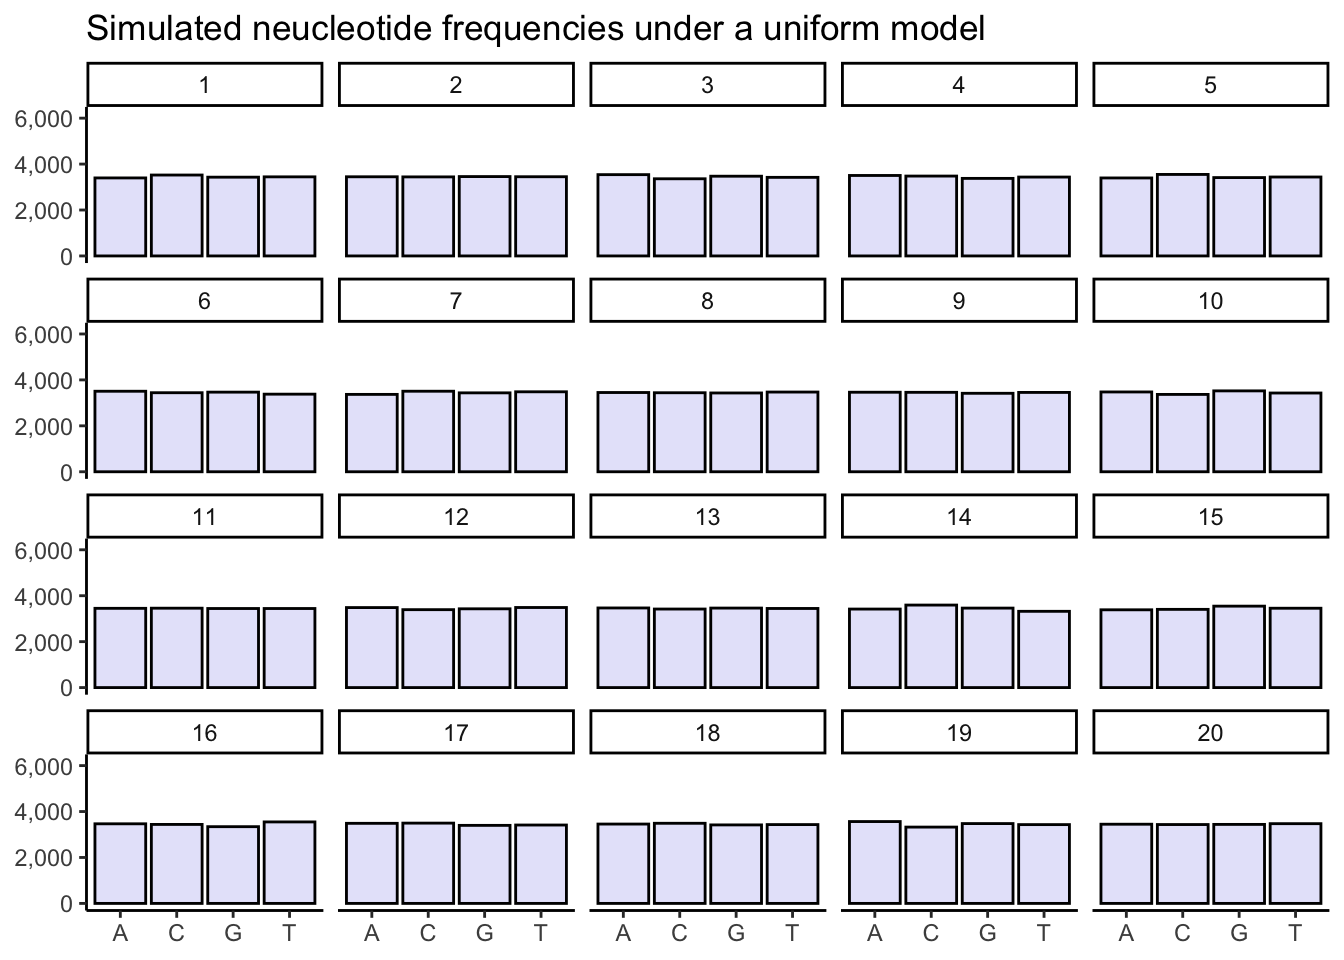 Simulated neucleotide frequencies under a uniform model
1 2 3 4 5
6,000
4,000
2,000
0
6 7 8 9 10
6,000
4,000
2,000
0
11 12 13 14 15
6,000
4,000
2,000
0
16 17 18 19 20
6,000
4,000
2,000
0
A C G T A C G T A C G T A C G T A C G T